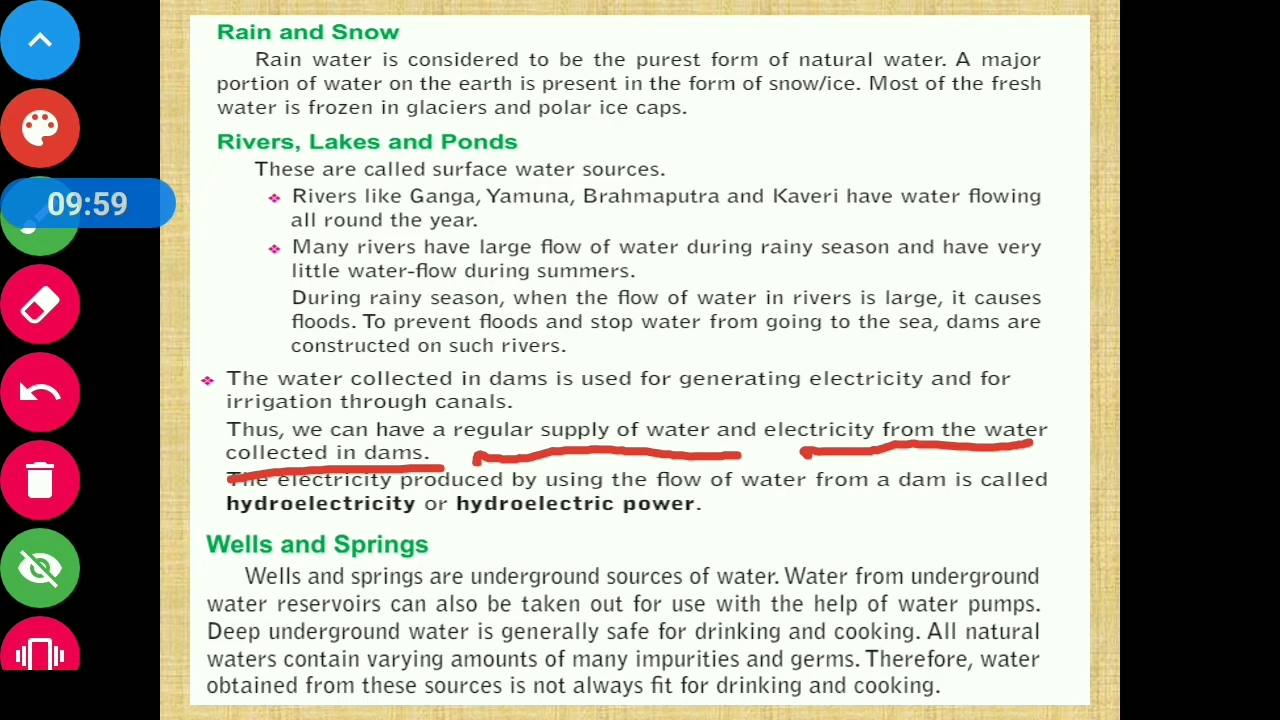 Rain and Snow
Rain water is considered to be the purest form of natural water. A major
portion of water on the earth is present in the form of snow/ice. Most of the fresh
water is frozen in glaciers and polar ice caps.
Rivers, Lakes and Ponds
These are called surface water sources.
❖ Rivers like Ganga, Yamuna, Brahmaputra and Kaveri have water flowing
all round the year.
❖ Many rivers have large flow of water during rainy season and have very
09:59
little water-flow during summers.
During rainy season, when the flow of water in rivers is large, it causes
floods. To prevent floods and stop water from going to the sea, dams are
constructed on such rivers.
❖ The water collected in dams is used for generating electricity and for
irrigation through canals.
Thus, we can have a regular supply of water and electricity from the water
collected in dams.
The electricity produced by using the flow of water from a dam is called
hydroelectricity or hydroelectric power.
Wells and Springs
Wells and springs are underground sources of water. Water from underground
water reservoirs can also be taken out for use with the help of water pumps.
Deep underground water is generally safe for drinking and cooking. All natural
waters contain varying amounts of many impurities and germs. Therefore, water
obtained from these sources is not always fit for drinking and cooking.